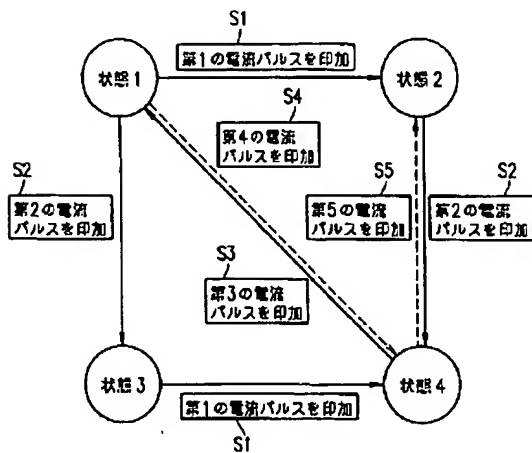 S1
第1の電流パルスを印加
状態1
状態2
S4
第4の電流
パルスを印加
S2
第2の電流
パルスを印加
S5
第5の電流
パルスを印加
S2
第2の電流
パルスを印加
S3
第3の電流
パルスを印加
状態3
状態4
第1の電流パルスを印加
S1